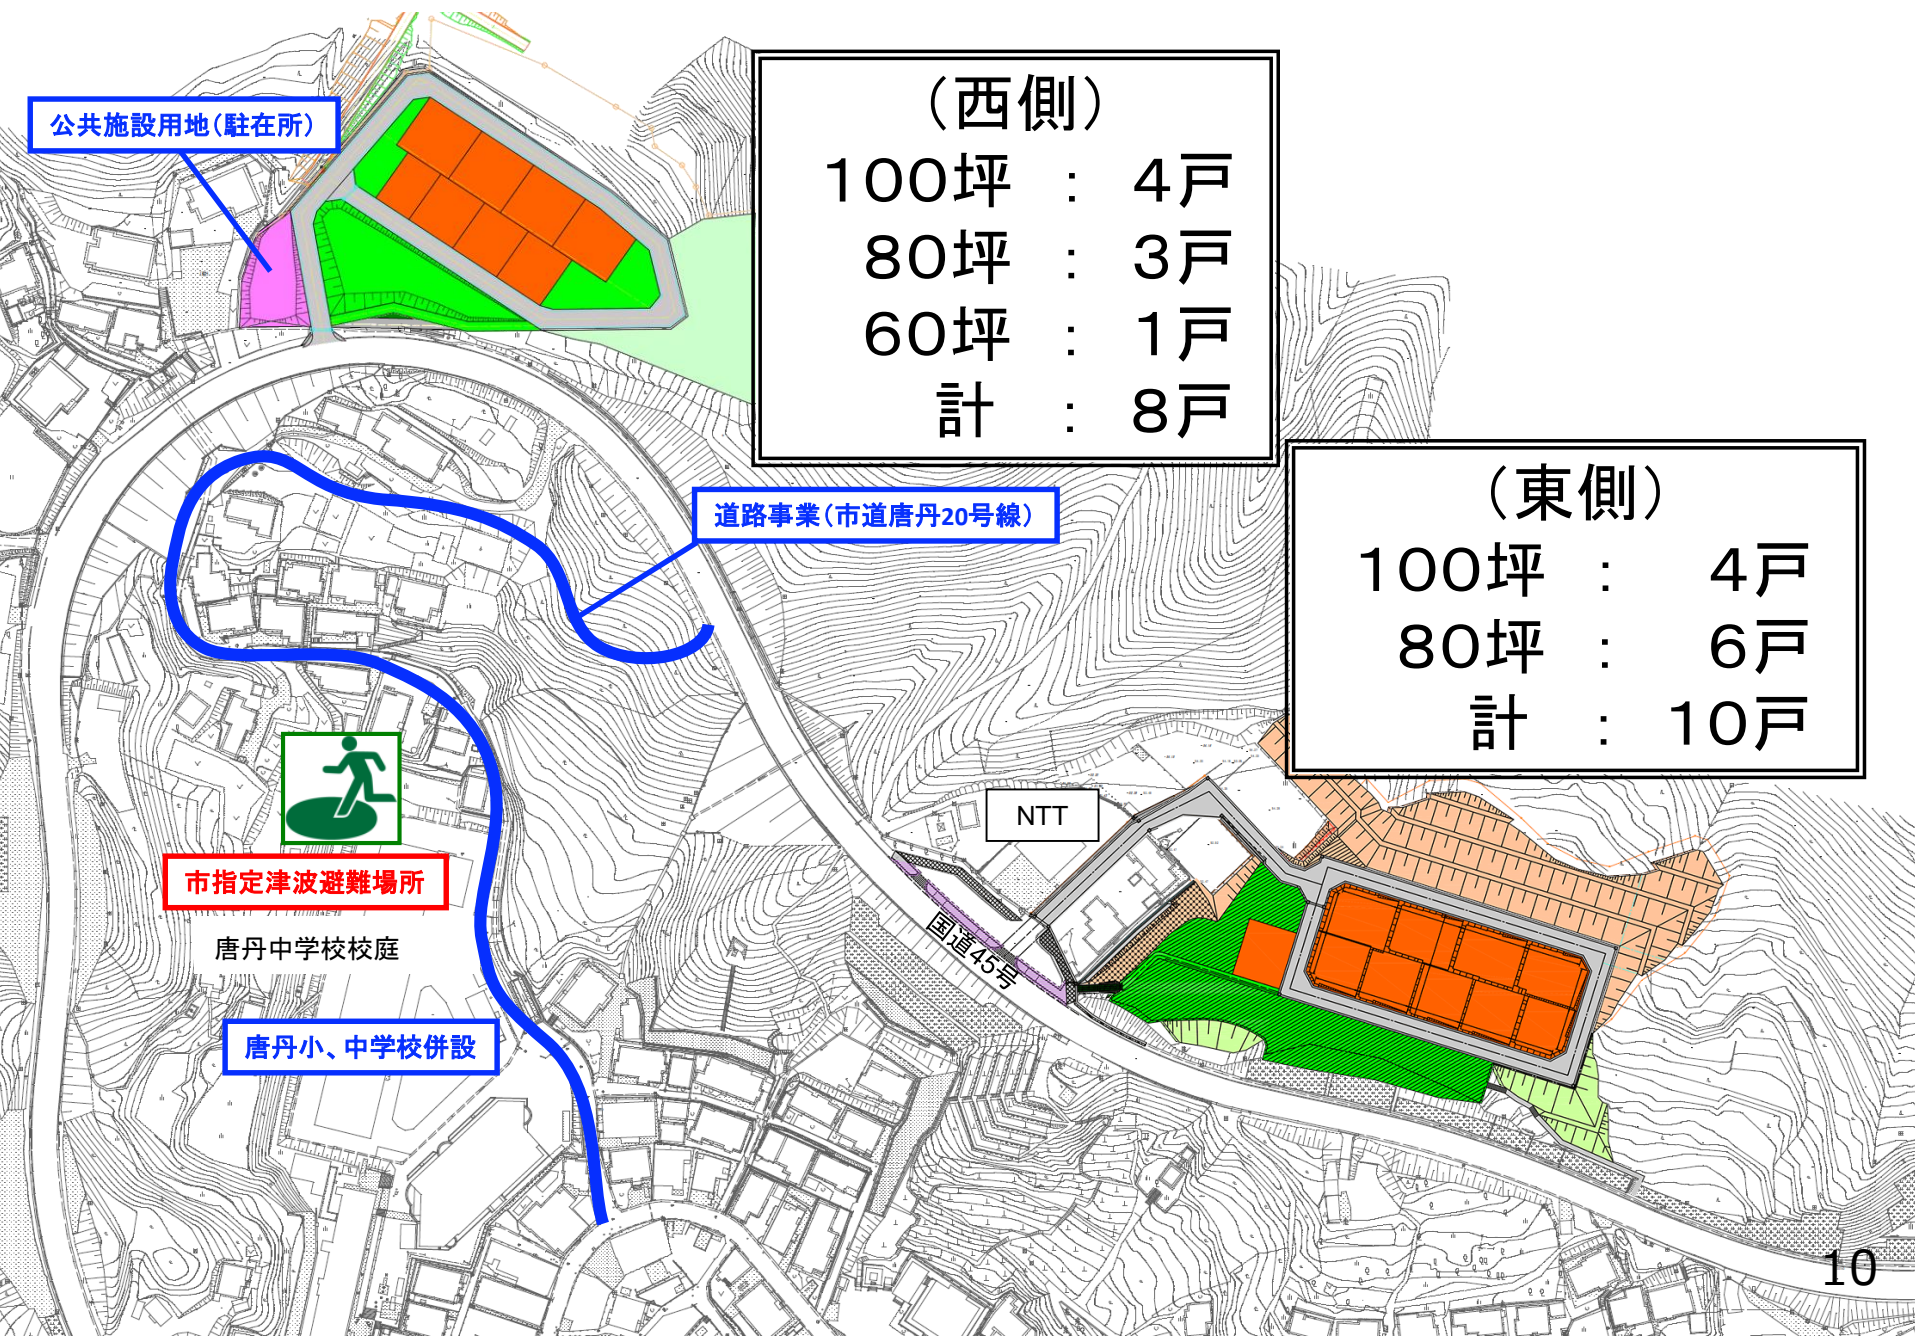 公共施設用地（駐在所）
（西側）
100坪 : 4戸
80坪 : 3戸
60坪 : 1戸
計 : 8戸
道路事業（市道唐丹20号線）
（東側）
100坪 : 4戸
80坪 : 6戸
計 : 10戸
NTT
市指定津波避難場所
唐丹中学校校庭
国道45号
唐丹小、中学校併設
10